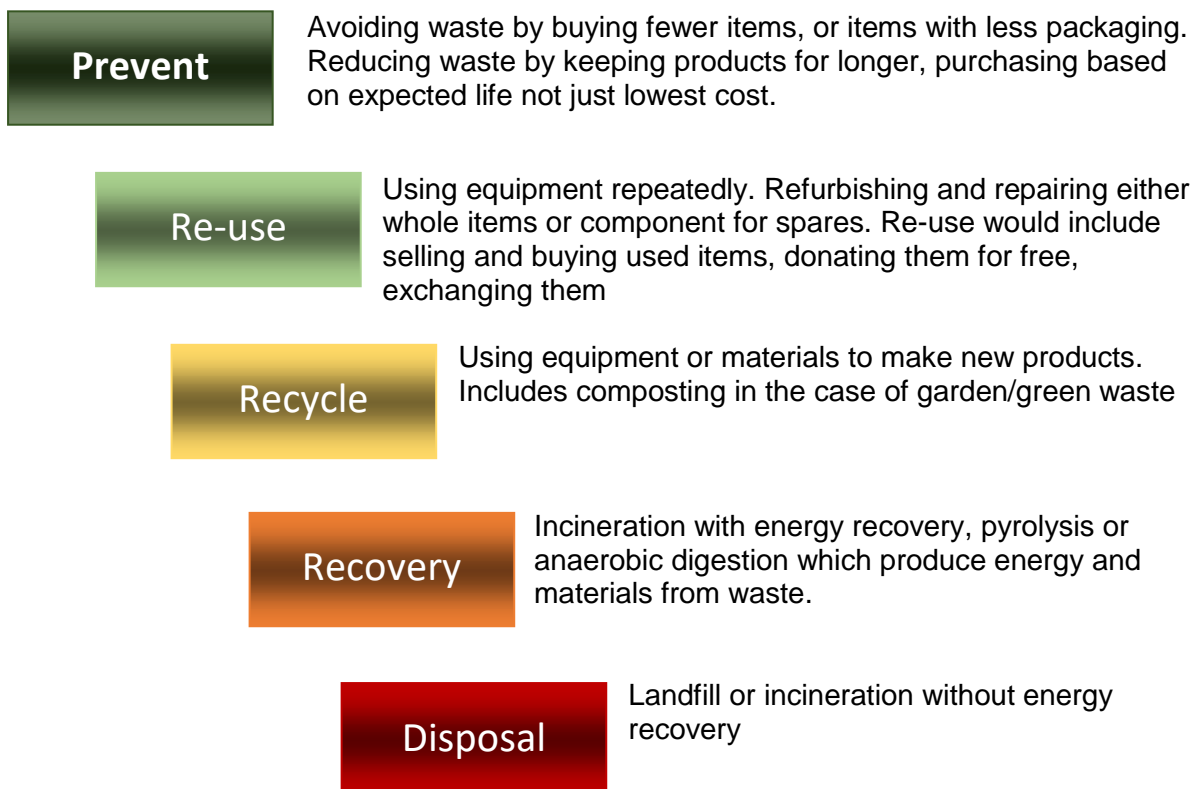 Prevent
Avoiding waste by buying fewer items, or items with less packaging.
Reducing waste by keeping products for longer, purchasing based
on expected life not just lowest cost.
Re-use
Using equipment repeatedly. Refurbishing and repairing either
whole items or component for spares. Re-use would include
selling and buying used items, donating them for free,
exchanging them
Recycle
Using equipment or materials to make new products.
Includes composting in the case of garden/green waste
Recovery
Incineration with energy recovery, pyrolysis or
anaerobic digestion which produce energy and
materials from waste.
Disposal
Landfill or incineration without energy
recovery